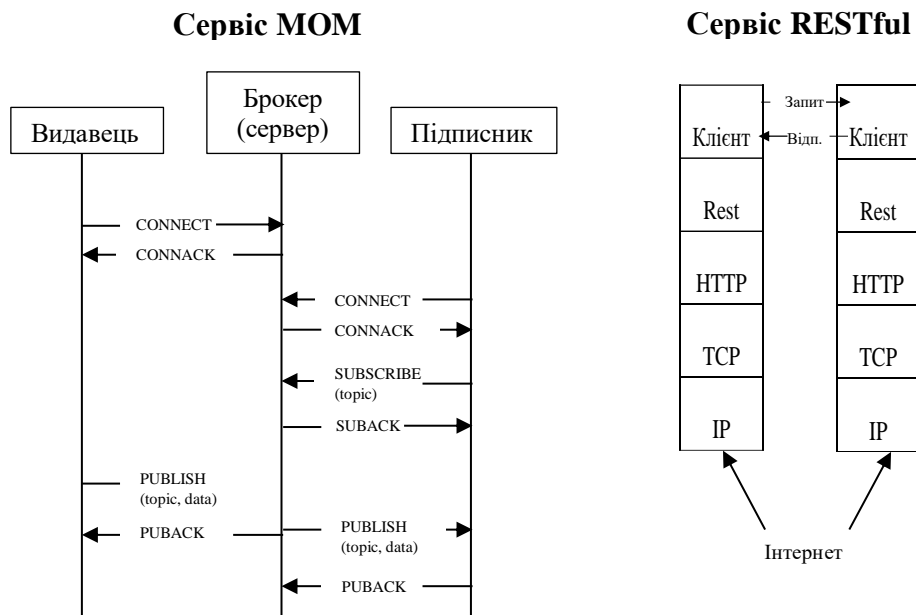 Сервіс MOM
Видавець
Брокер
(сервер)
Підписник
CONNECT
CONNACK
CONNECT
CONNACK
SUBSCRIBE
(topic)
SUBACK
PUBLISH
(topic, data)
PUBACK
PUBLISH
(topic, data)
PUBACK
Сервіс RESTful
Запит
Клієнт
Відп.
Клієнт
Rest
Rest
HTTP
HTTP
TCP
TCP
IP
IP
Інтернет